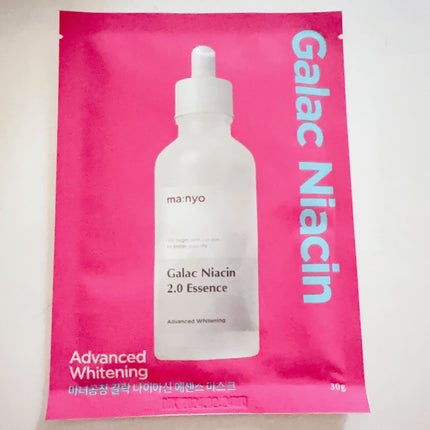 Galac Niacin
ma:nyo
Galac Niacin
2.0 Essence
Advanced Whitening
Advanced
Whitening
마녀공장 갈락 나이아신 에센스 마스크
30g